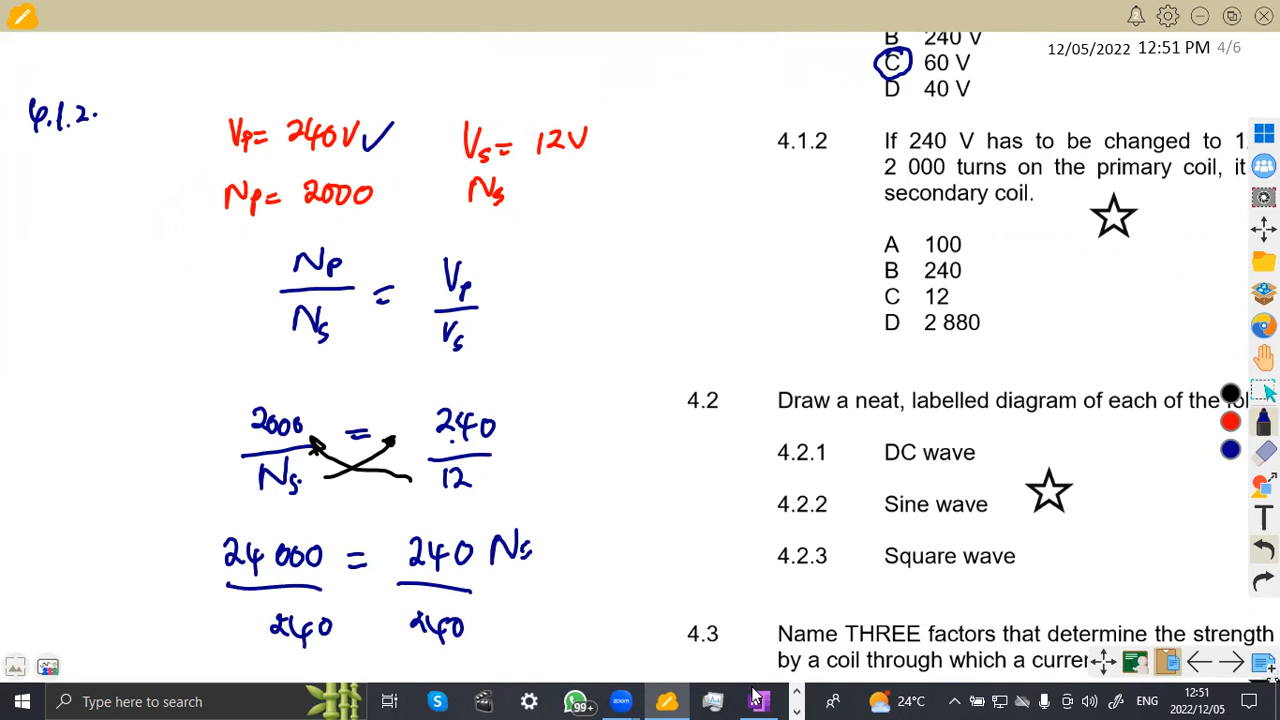 12/05/2022 12:51 PM 4/6
4.1.2.
VP= 240V Vs= 12V
NP= 2000 Ns
NP = VP
Ns Vs
2000 = 240
Ns 12
24 000 = 240 Ns
240 240
B 240 V
C 60 V
D 40 V
4.1.2 If 240 V has to be changed to 1
2 000 turns on the primary coil, it
secondary coil.
A 100
B 240
C 12
D 2 880
4.2 Draw a neat, labelled diagram of each of the
4.2.1 DC wave
4.2.2 Sine wave
4.2.3 Square wave
4.3 Name THREE factors that determine the strength
by a coil through which a
T
Type here to search
99+
zoom
24°C
ENG
12:51
2022/12/05